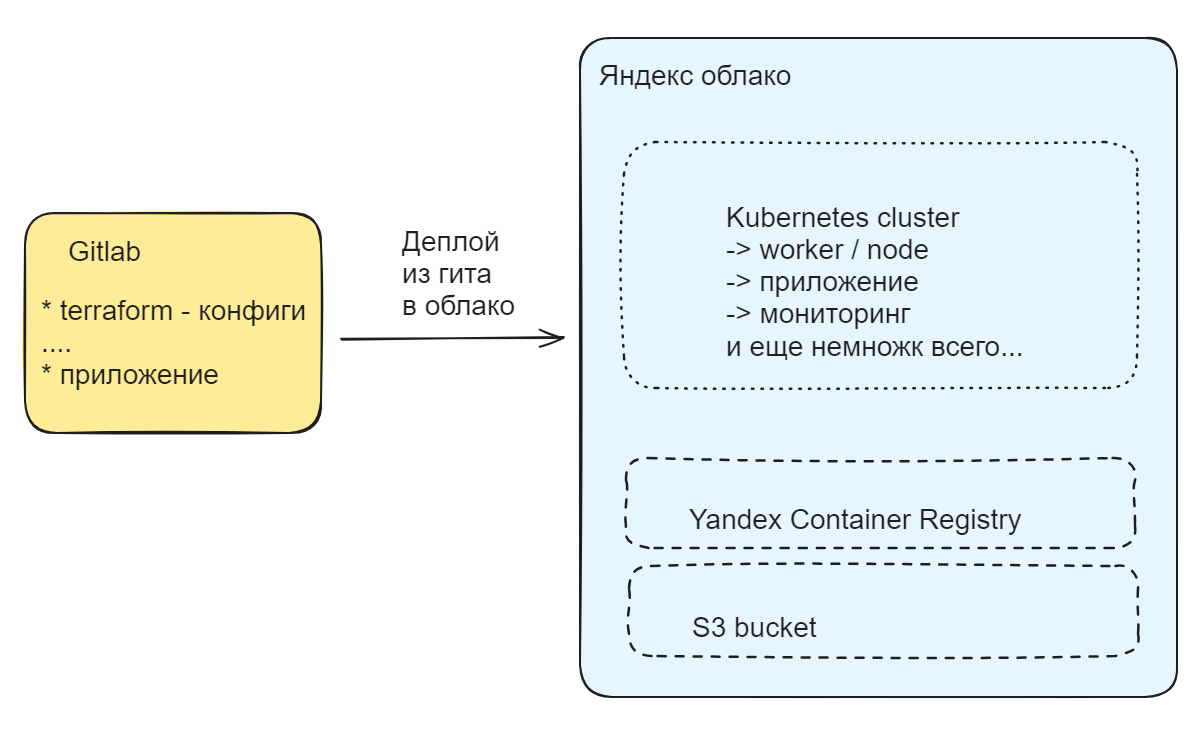 Яндекс облако
Gitlab
* terraform - конфиги
....
* приложение
Деплой
из гита
в облако
Kubernetes cluster
-> worker / node
-> приложение
-> мониторинг
и еще немножк всего...
Yandex Container Registry
S3 bucket